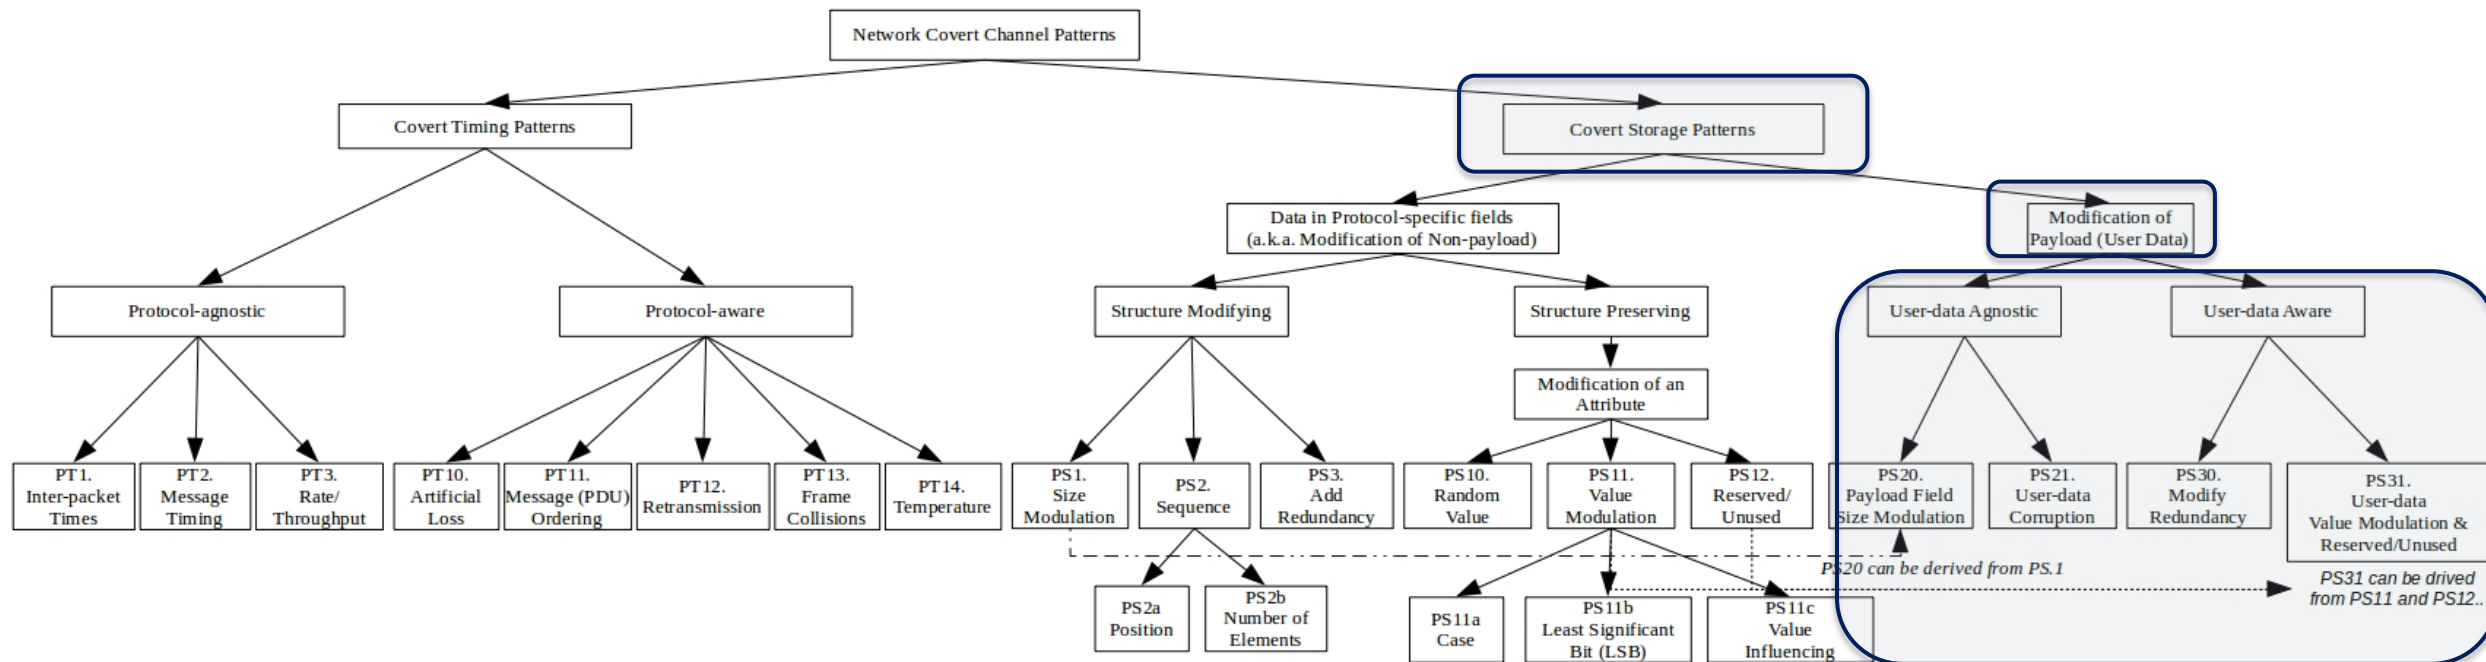 Network Covert Channel Patterns
Covert Timing Patterns
Covert Storage Patterns
Data in Protocol-specific fields
(a.k.a. Modification of Non-payload)
Modification of
Payload (User Data)
Protocol-agnostic
Protocol-aware
Structure Modifying
Structure Preserving
User-data Agnostic
User-data Aware
Modification of an
Attribute
PT1.
Inter-packet
Times
PT2.
Message
Timing
PT3.
Rate/
Throughput
PT10.
Artificial
Loss
PT11.
Message (PDU)
Ordering
PT12.
Retransmission
PT13.
Frame
Collisions
PT14.
Temperature
PS1.
Size
Modulation
PS2.
Sequence
PS3.
Add
Redundancy
PS10.
Random
Value
PS11.
Value
Modulation
PS12.
Reserved/
Unused
PS20.
Payload Field
Size Modulation
PS21.
User-data
Corruption
PS30.
Modify
Redundancy
PS31.
User-data
Value Modulation &
Reserved/Unused
PS20 can be derived from PS.1
PS31 can be drived
from PS11 and PS12..
PS2a
Position
PS2b
Number of
Elements
PS11a
Case
PS11b
Least Significant
Bit (LSB)
PS11c
Value
Influencing